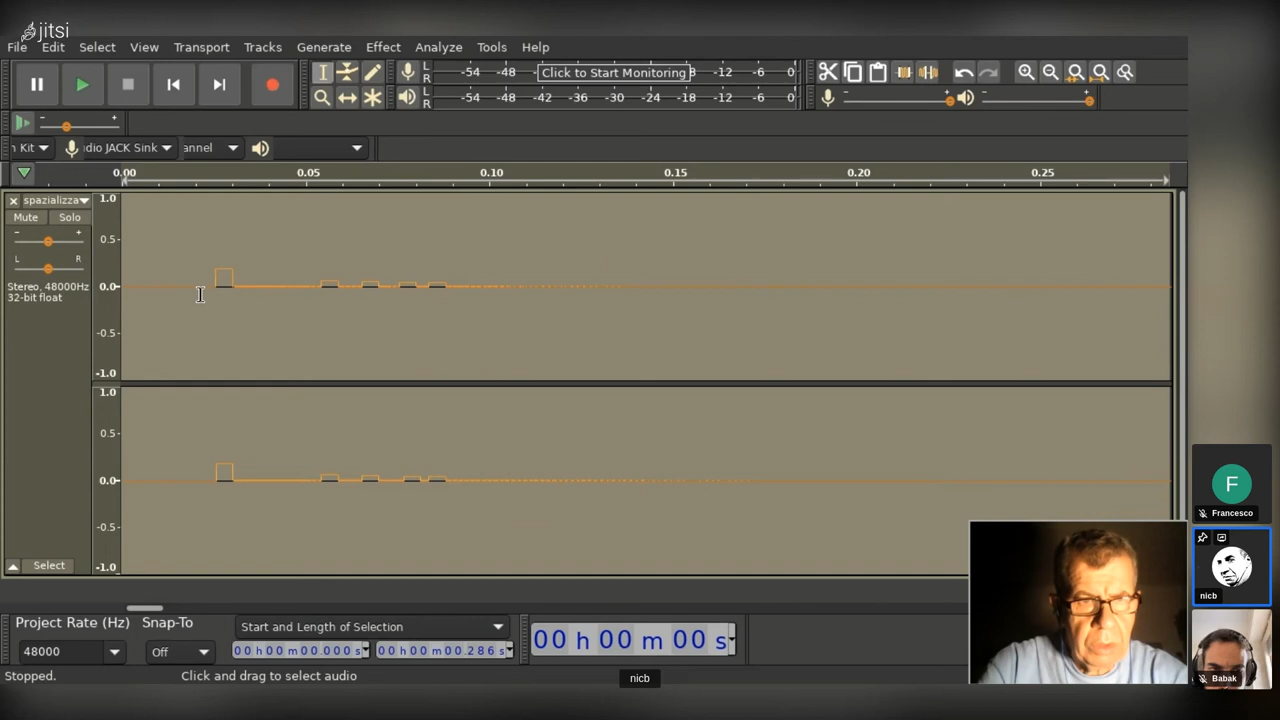 jitsi
File Edit Select View Transport Tracks Generate Effect Analyze Tools Help
L R -54 -48 - Click to Start Monitoring 8 -12 -6 0
L R -54 -48 -42 -36 -30 -24 -18 -12 -6 0
- +
n Kit udio JACK Sink annel
0.00 0.05 0.10 0.15 0.20 0.25
spazializza
Mute Solo
- +
L R
Stereo, 48000Hz
32-bit float
1.0
0.5-
0.0-
-0.5-
-1.0
1.0
0.5-
0.0-
-0.5-
-1.0
Select
F
Francesco
nicb
Babak
Project Rate (Hz) Snap-To Start and Length of Selection
48000 Off 00 h 00 m 00.000 s 00 h 00 m 00.286 s
00 h 00 m 00 s
Stopped. Click and drag to select audio
nicb